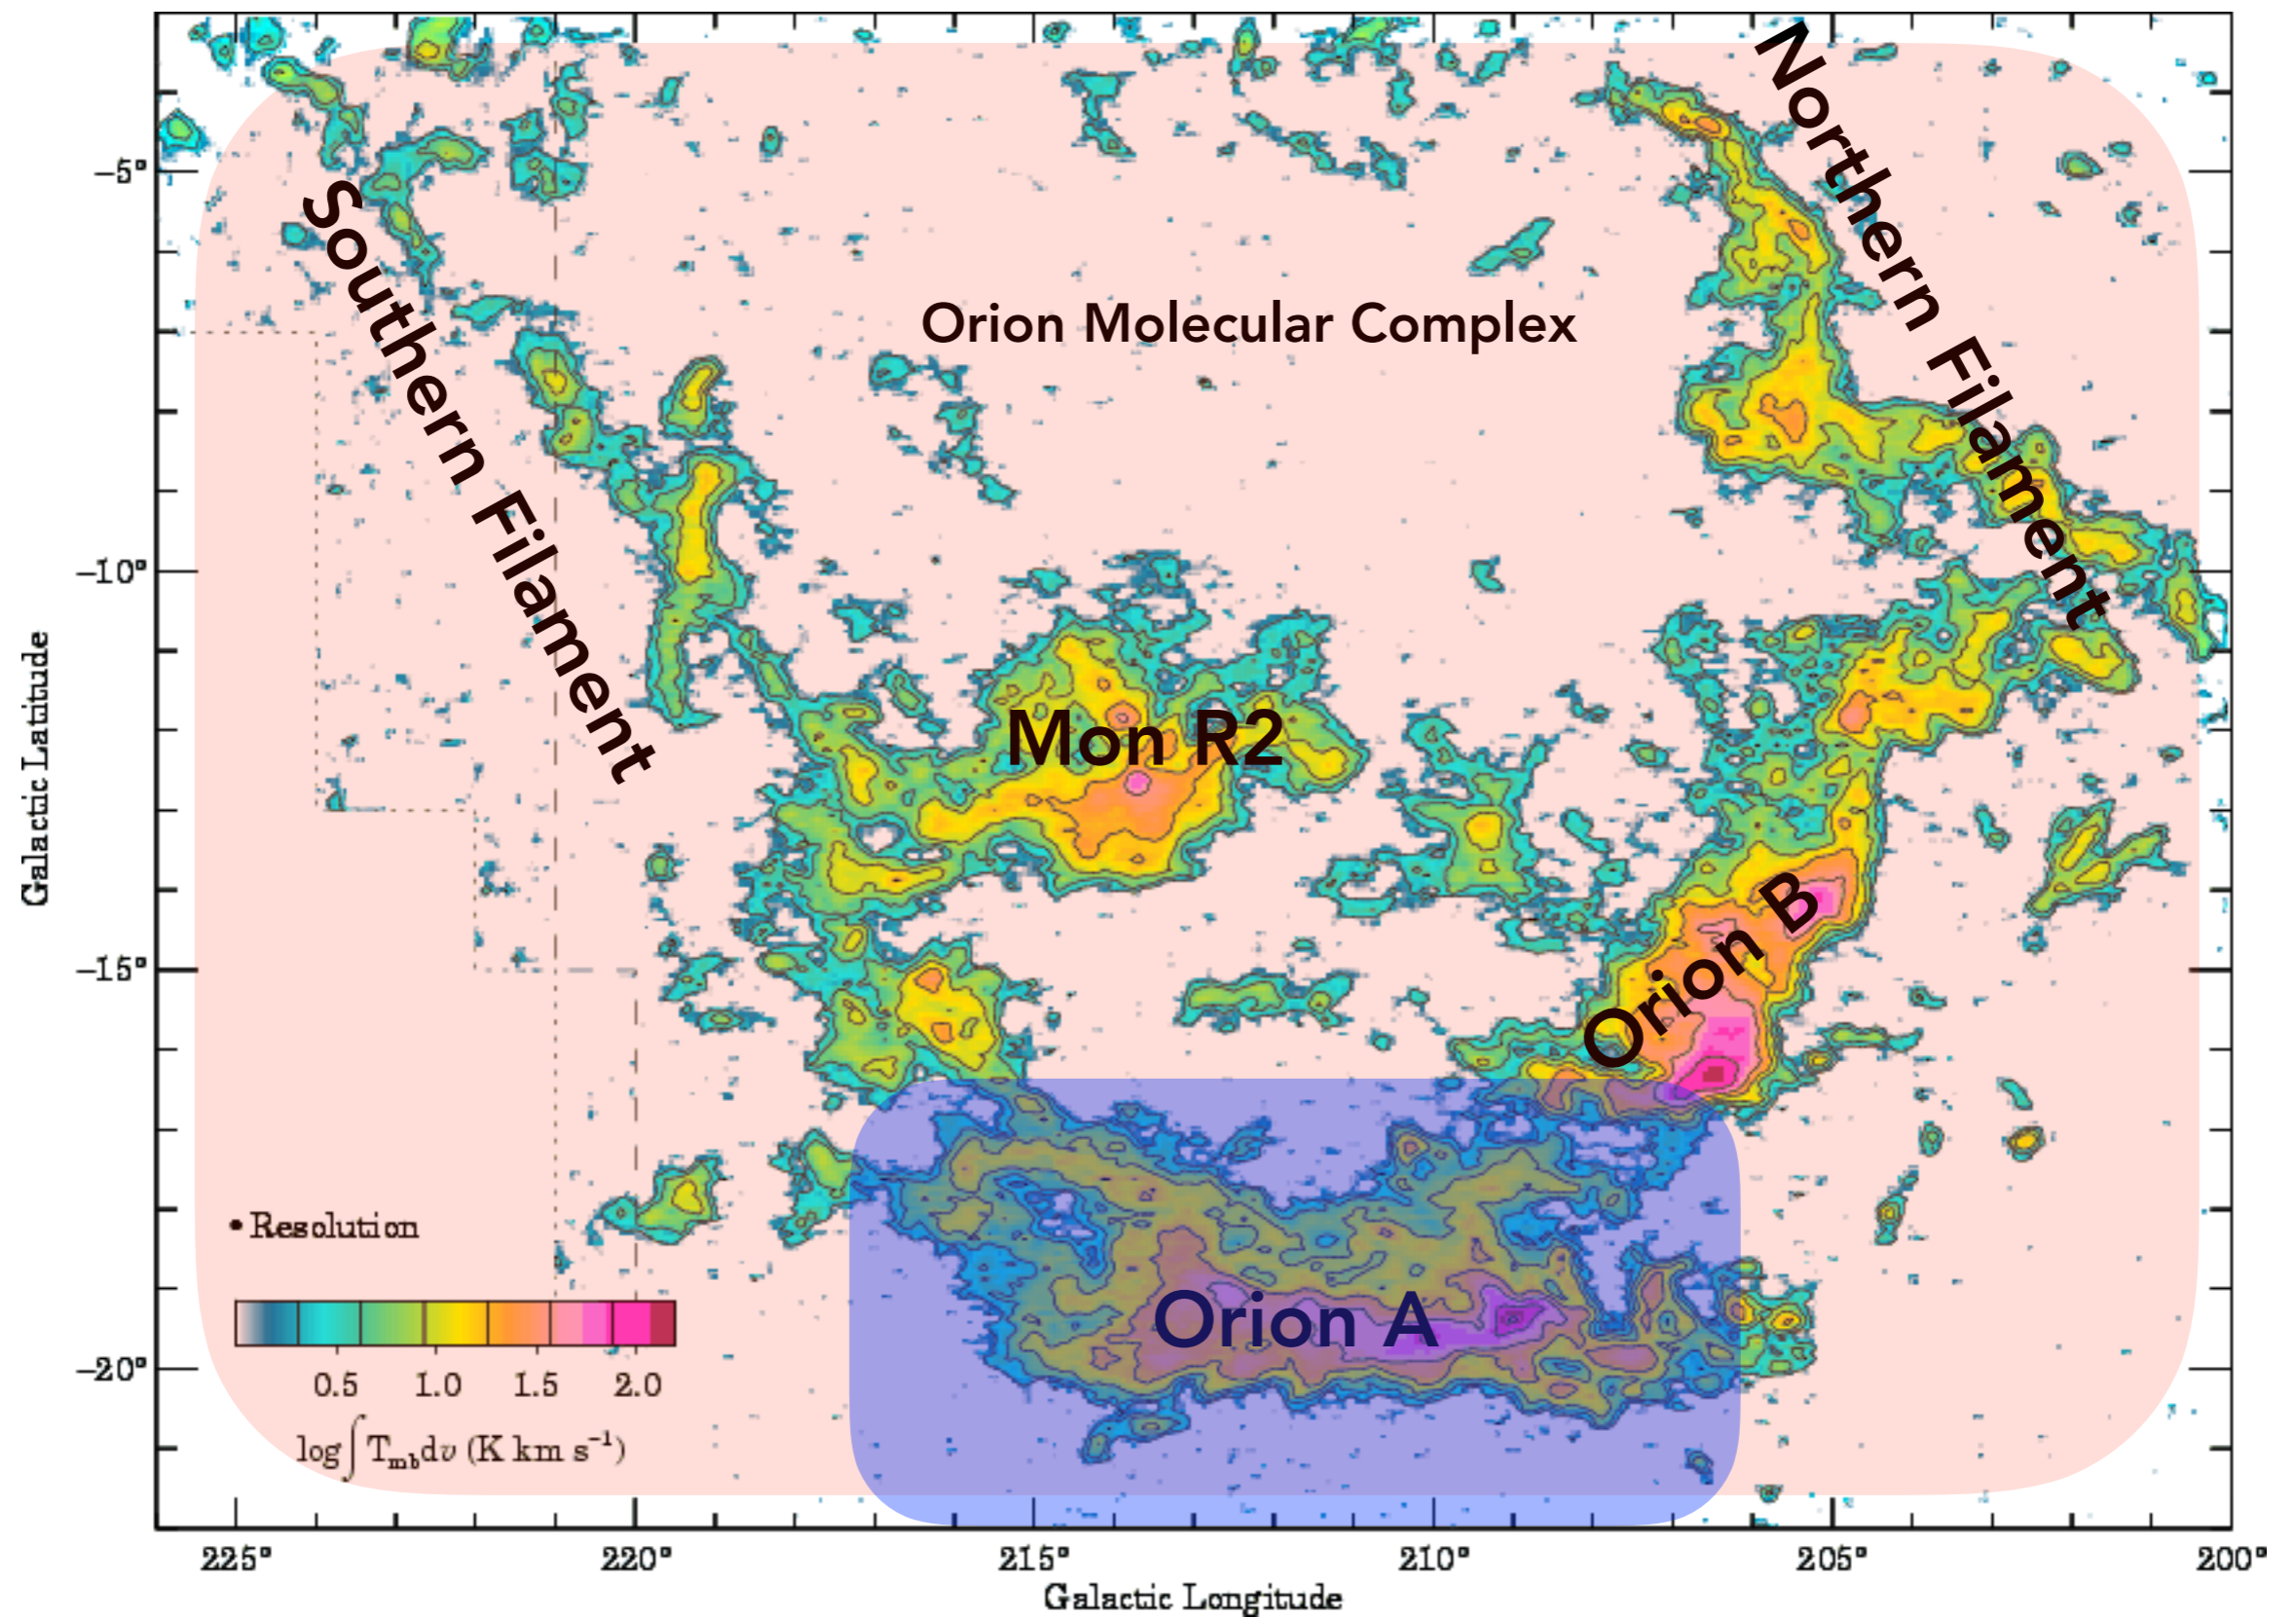 Northern Filament
−5°
Southern Filament
Orion Molecular Complex
−10°
Galactic Latitude
Mon R2
Orion B
−15°
Resolution
Orion A
−20°
0.5 1.0 1.5 2.0
log∫T_mb dv (K km s⁻¹)
225° 220° 215° 210° 205° 200°
Galactic Longitude